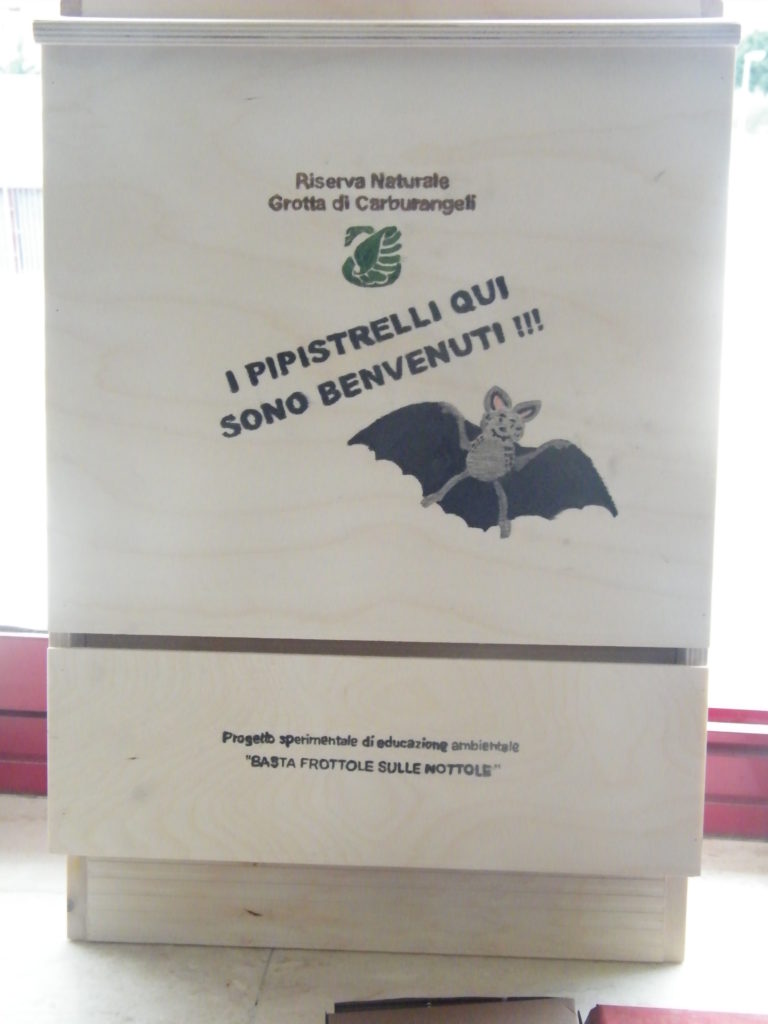 Riserva Naturale
Grotta di Carburangeli
I PIPISTRELLI QUI
SONO BENVENUTI !!!
Progetto sperimentale di educazione ambientale
"BASTA FROTTOLE SULLE NOTTOLE"